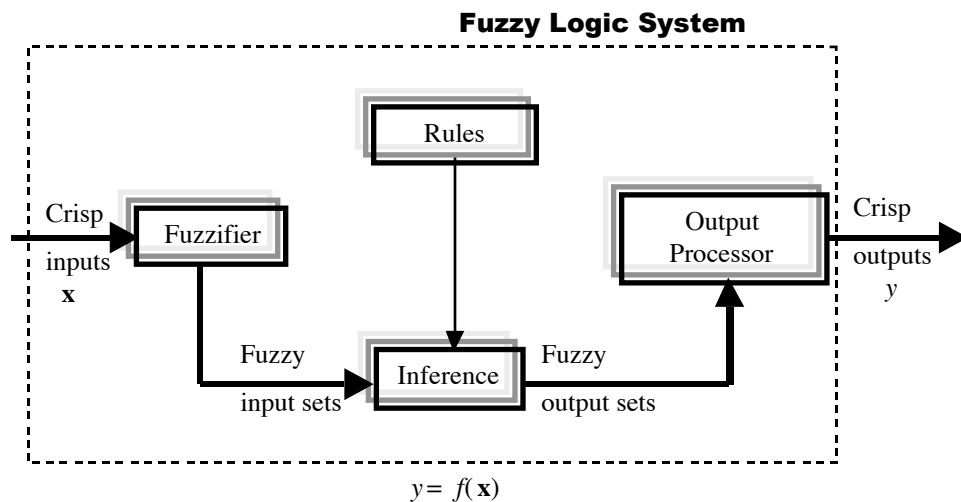 Fuzzy Logic System
Rules
Crisp
inputs
x
Fuzzifier
Output
Processor
Crisp
outputs
y
Fuzzy
input sets
Inference
Fuzzy
output sets
y = f(x)